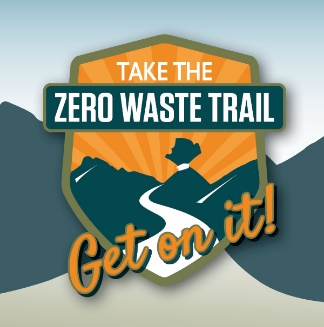 TAKE THE
ZERO WASTE TRAIL
Get on it!